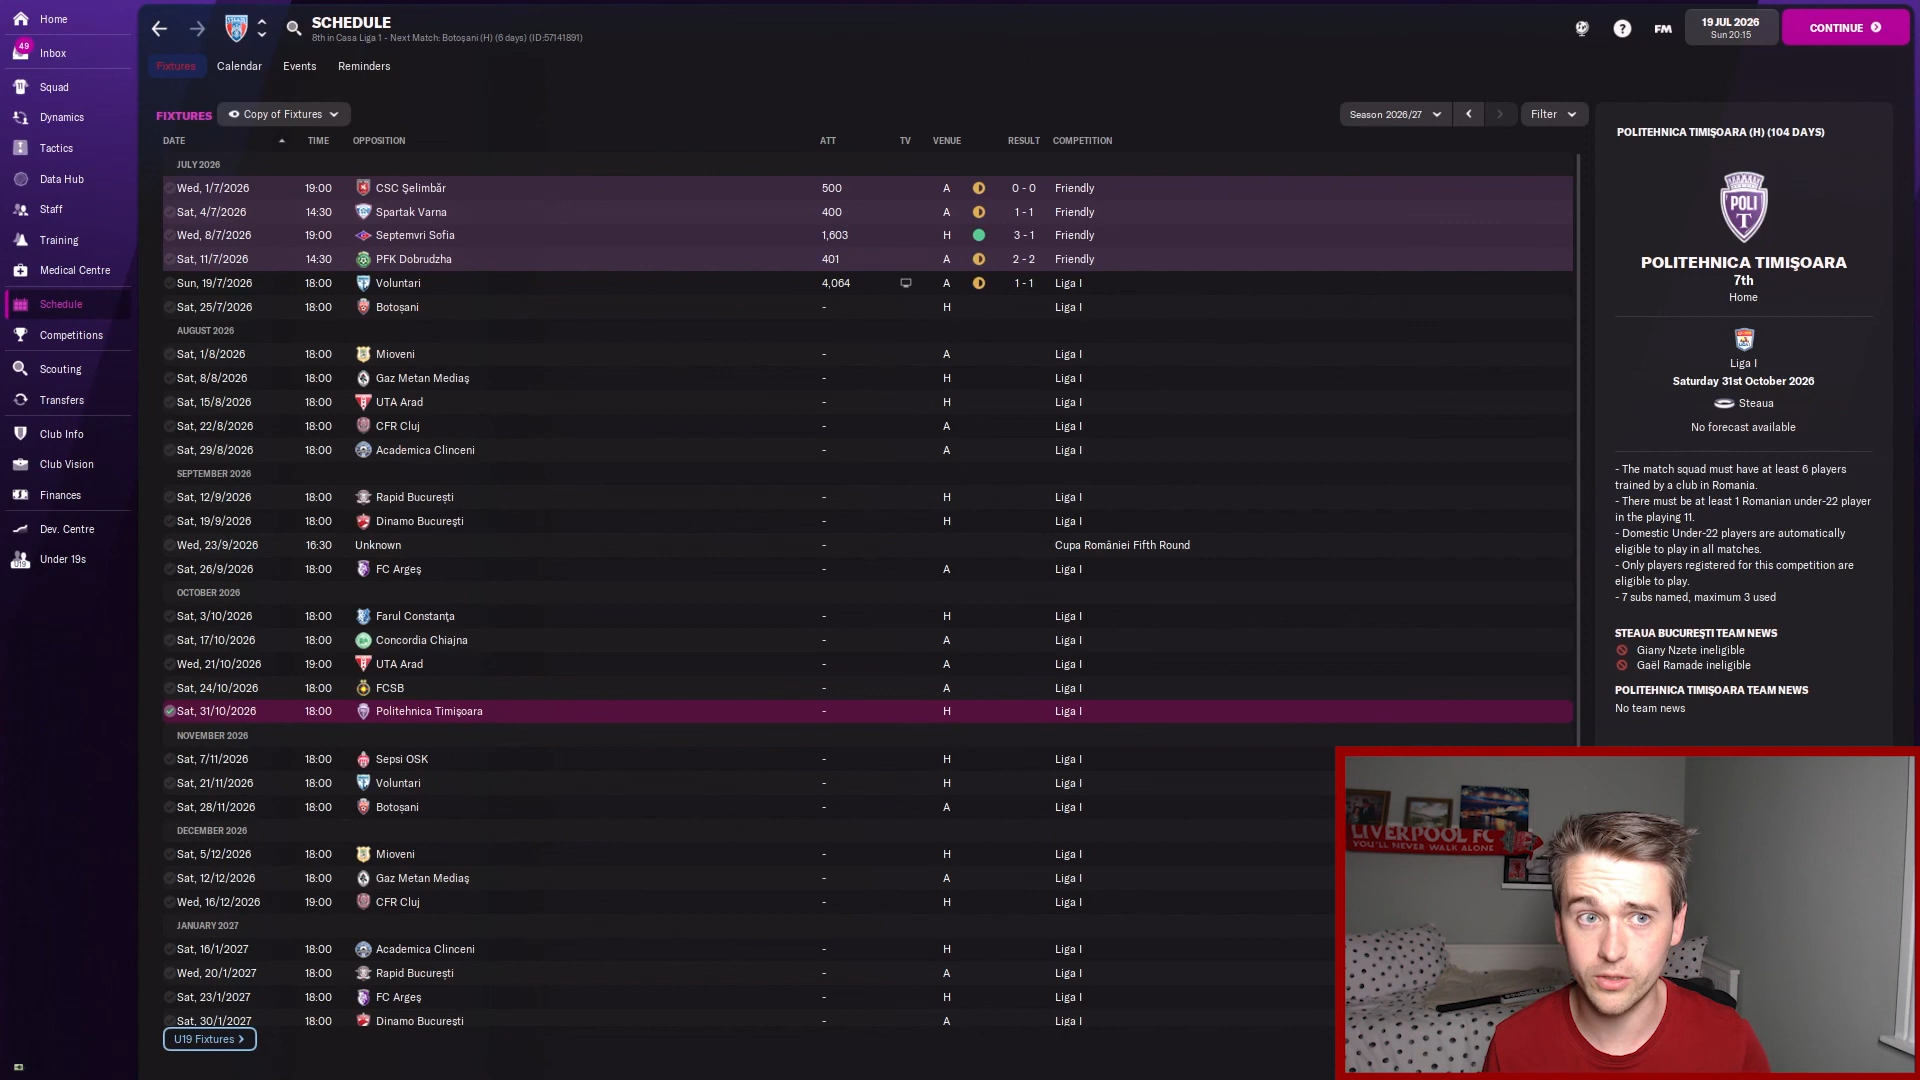 Home
49
Inbox
Squad
Dynamics
Tactics
Data Hub
Staff
Training
Medical Centre
Schedule
Competitions
Scouting
Transfers
Club Info
Club Vision
Finances
Dev. Centre
Under 19s
SCHEDULE
8th in Casa Liga 1 - Next Match: Botoșani (H) (6 days) (ID:57141891)
FM
19 JUL 2026
Sun 20:15
CONTINUE
Fixtures Calendar Events Reminders
FIXTURES Copy of Fixtures Season 2026/27 Filter
DATE TIME OPPOSITION ATT TV VENUE RESULT COMPETITION
JULY 2026
Wed, 1/7/2026 19:00 CSC Şelimbăr 500 A 0 - 0 Friendly
Sat, 4/7/2026 14:30 Spartak Varna 400 A 1 - 1 Friendly
Wed, 8/7/2026 19:00 Septemvri Sofia 1,603 H 3 - 1 Friendly
Sat, 11/7/2026 14:30 PFK Dobrudzha 401 A 2 - 2 Friendly
Sun, 19/7/2026 18:00 Voluntari 4,064 A 1 - 1 Liga I
Sat, 25/7/2026 18:00 Botoșani - H Liga I
AUGUST 2026
Sat, 1/8/2026 18:00 Mioveni - A Liga I
Sat, 8/8/2026 18:00 Gaz Metan Mediaş - H Liga I
Sat, 15/8/2026 18:00 UTA Arad - H Liga I
Sat, 22/8/2026 18:00 CFR Cluj - A Liga I
Sat, 29/8/2026 18:00 Academica Clinceni - A Liga I
SEPTEMBER 2026
Sat, 12/9/2026 18:00 Rapid București - H Liga I
Sat, 19/9/2026 18:00 Dinamo Bucureşti - H Liga I
Wed, 23/9/2026 16:30 Unknown - Cupa României Fifth Round
Sat, 26/9/2026 18:00 FC Argeş - A Liga I
OCTOBER 2026
Sat, 3/10/2026 18:00 Farul Constanţa - H Liga I
Sat, 17/10/2026 18:00 Concordia Chiajna - A Liga I
Wed, 21/10/2026 19:00 UTA Arad - A Liga I
Sat, 24/10/2026 18:00 FCSB - A Liga I
Sat, 31/10/2026 18:00 Politehnica Timişoara - H Liga I
NOVEMBER 2026
Sat, 7/11/2026 18:00 Sepsi OSK - H Liga I
Sat, 21/11/2026 18:00 Voluntari - H Liga I
Sat, 28/11/2026 18:00 Botoșani - A Liga I
DECEMBER 2026
Sat, 5/12/2026 18:00 Mioveni - H Liga I
Sat, 12/12/2026 18:00 Gaz Metan Mediaş - A Liga I
Wed, 16/12/2026 19:00 CFR Cluj - H Liga I
JANUARY 2027
Sat, 16/1/2027 18:00 Academica Clinceni - H Liga I
Wed, 20/1/2027 18:00 Rapid București - A Liga I
Sat, 23/1/2027 18:00 FC Argeş - H Liga I
Sat, 30/1/2027 18:00 Dinamo Bucureşti - A Liga I
U19 Fixtures
POLITEHNICA TIMIŞOARA (H) (104 DAYS)
POLI
T
POLITEHNICA TIMIŞOARA
7th
Home
Liga I
Saturday 31st October 2026
Steaua
No forecast available
- The match squad must have at least 6 players
trained by a club in Romania.
- There must be at least 1 Romanian under-22 player
in the playing 11.
- Domestic Under-22 players are automatically
eligible to play in all matches.
- Only players registered for this competition are
eligible to play.
- 7 subs named, maximum 3 used
STEAUA BUCUREŞTI TEAM NEWS
Giany Nzete ineligible
Gaël Ramade ineligible
POLITEHNICA TIMIŞOARA TEAM NEWS
No team news
LIVERPOOL FC
YOU'LL NEVER WALK ALONE